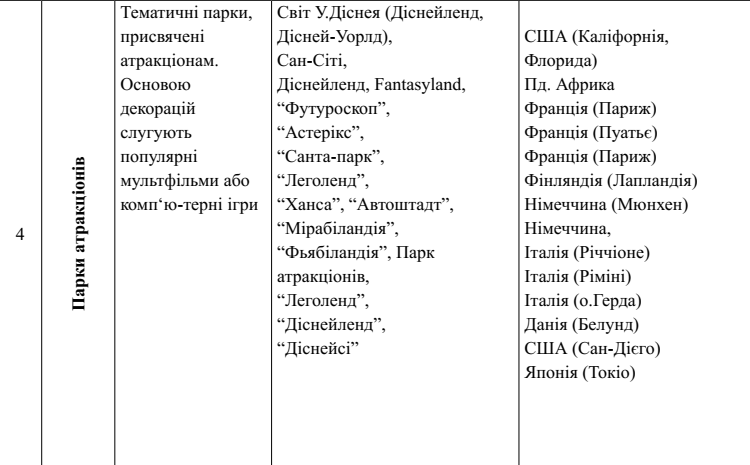 4
Парки атракціонів
Тематичні парки,
присвячені
атракціонам.
Основою
декорацій
слугують
популярні
мультфільми або
комп‘ю-терні ігри
Світ У.Діснея (Діснейленд,
Дісней-Уорлд),
Сан-Сіті,
Діснейленд, Fantasyland,
“Футуроскоп”,
“Астерікс”,
“Санта-парк”,
“Леголенд”,
“Ханса”, “Автоштадт”,
“Мірабіландія”,
“Фьябіландія”, Парк
атракціонів,
“Леголенд”,
“Діснейленд”,
“Діснейсі”
США (Каліфорнія,
Флорида)
Пд. Африка
Франція (Париж)
Франція (Пуатьє)
Франція (Париж)
Фінляндія (Лапландія)
Німеччина (Мюнхен)
Німеччина,
Італія (Річчіоне)
Італія (Ріміні)
Італія (о.Герда)
Данія (Белунд)
США (Сан-Дієго)
Японія (Токіо)